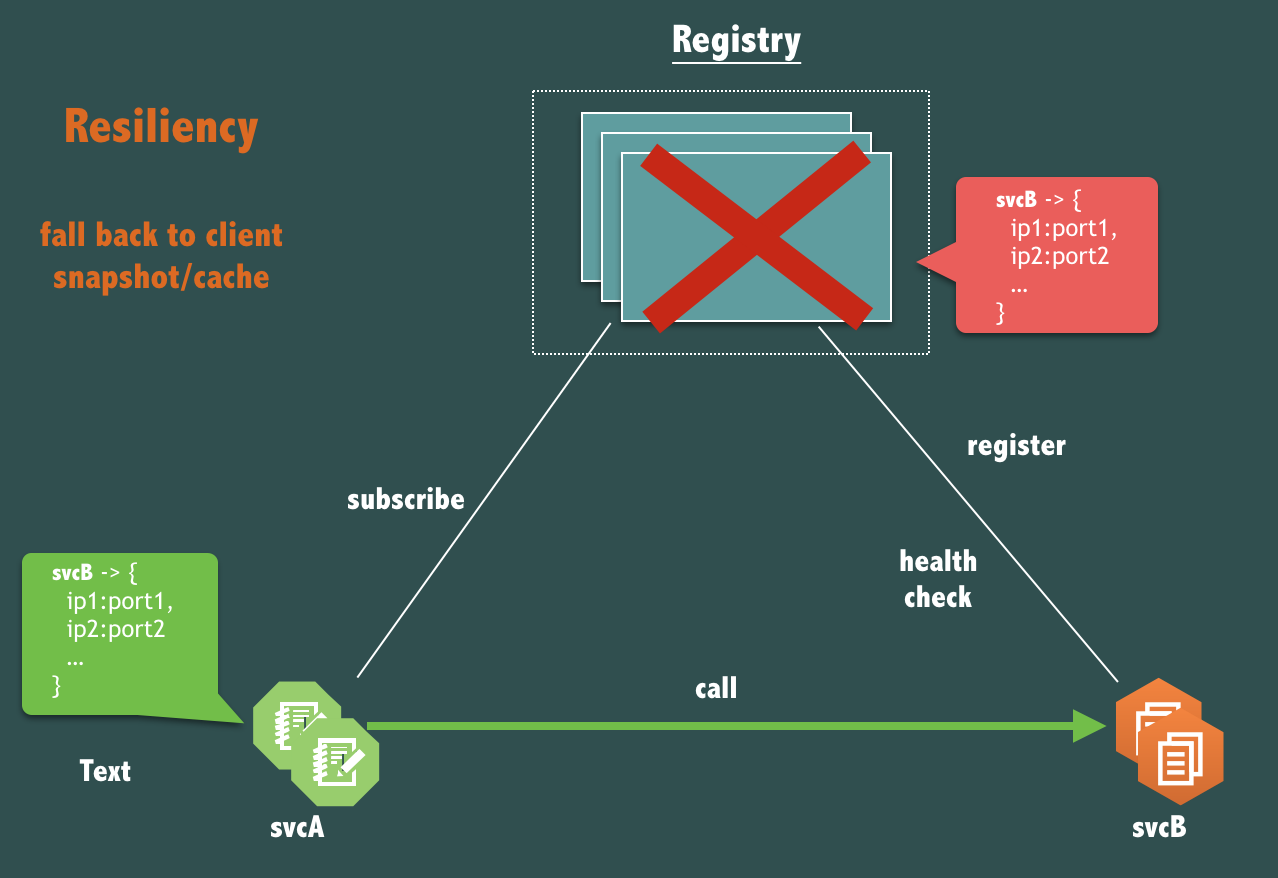 Registry
Resiliency
fall back to client
snapshot/cache
svcB -> {
ip1:port1,
ip2:port2
...
}
register
subscribe
health
check
svcB -> {
ip1:port1,
ip2:port2
...
}
call
Text
svcA
svcB